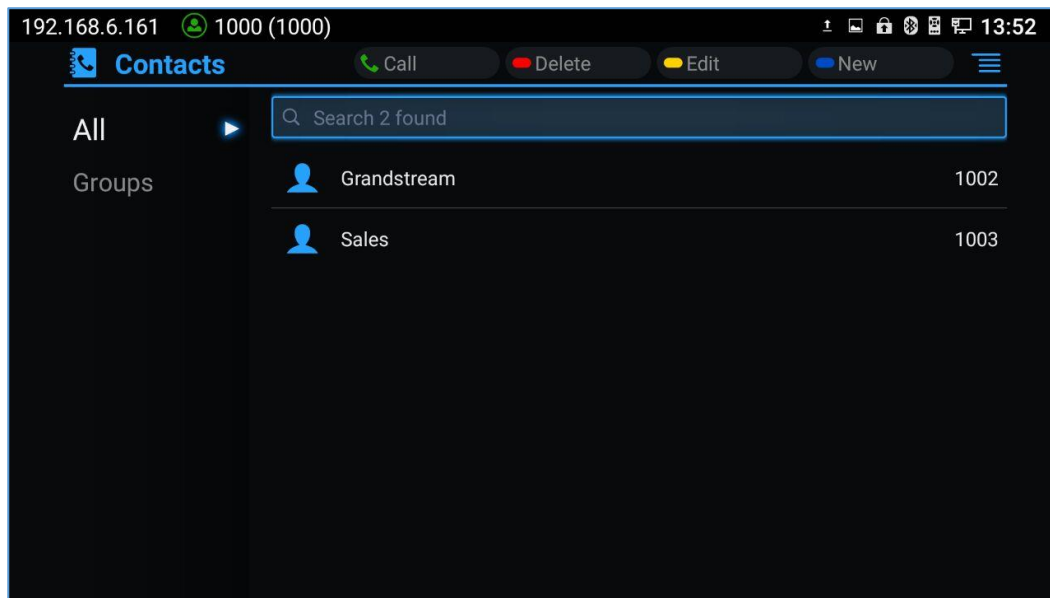 192.168.6.161 1000 (1000) 13:52
Contacts Call Delete Edit New
All
Groups
Search 2 found
Grandstream 1002
Sales 1003